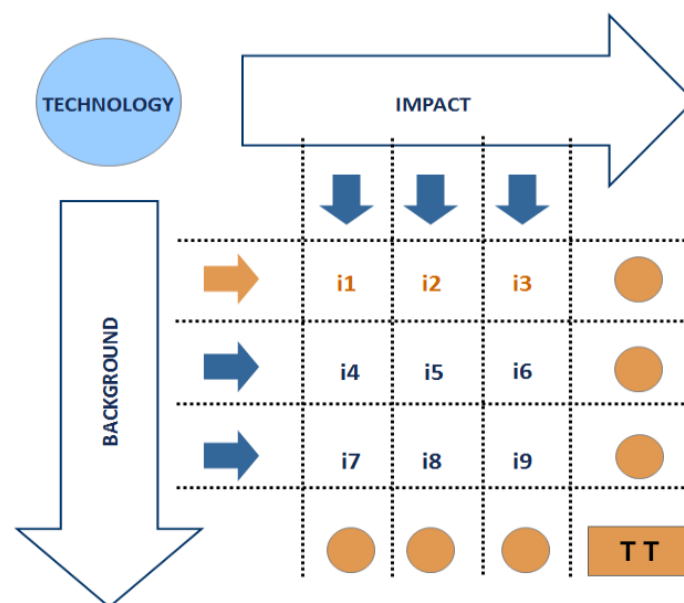 TECHNOLOGY
IMPACT
BACKGROUND
i1 i2 i3
i4 i5 i6
i7 i8 i9
T T